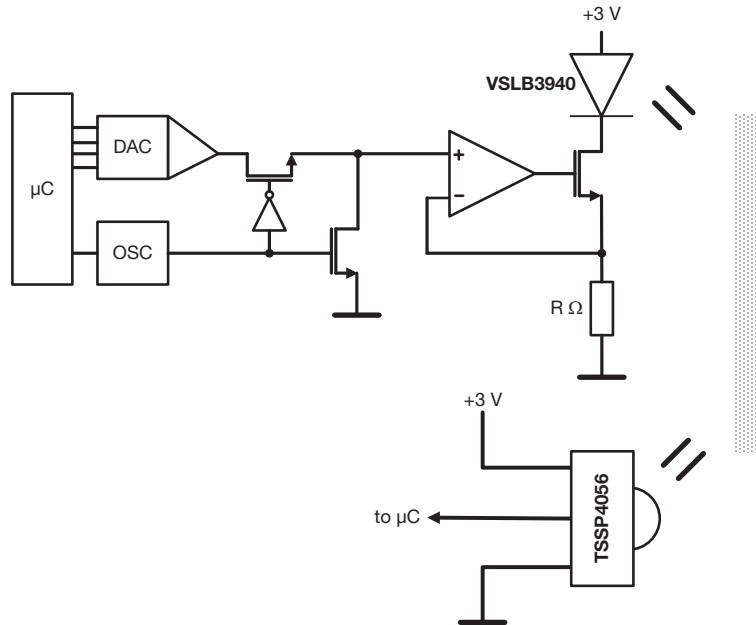 +3 V
VSLB3940
DAC
+
µC
-
OSC
R Ω
+3 V
TSSP4056
to µC